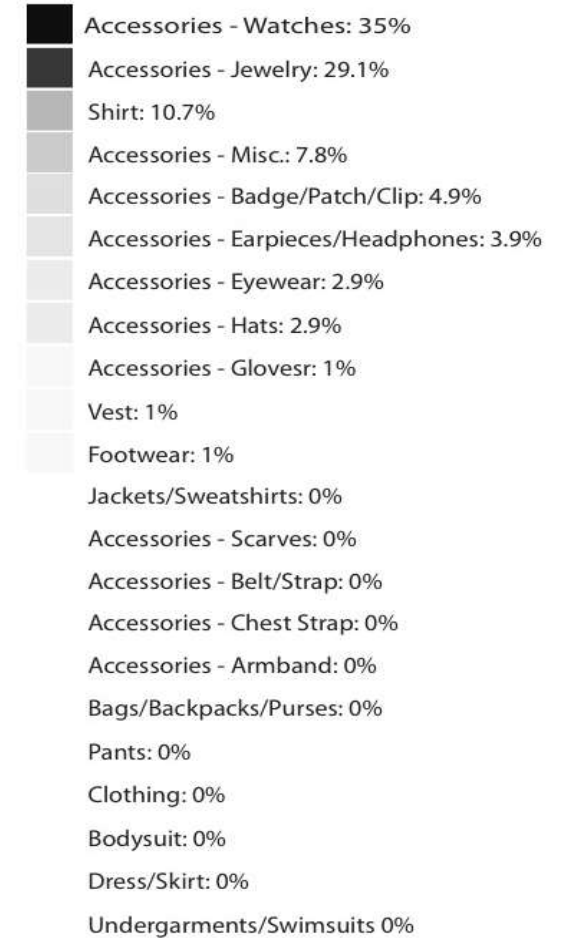 Accessories - Watches: 35%
Accessories - Jewelry: 29.1%
Shirt: 10.7%
Accessories - Misc.: 7.8%
Accessories - Badge/Patch/Clip: 4.9%
Accessories - Earpieces/Headphones: 3.9%
Accessories - Eyewear: 2.9%
Accessories - Hats: 2.9%
Accessories - Glovesr: 1%
Vest: 1%
Footwear: 1%
Jackets/Sweatshirts: 0%
Accessories - Scarves: 0%
Accessories - Belt/Strap: 0%
Accessories - Chest Strap: 0%
Accessories - Armband: 0%
Bags/Backpacks/Purses: 0%
Pants: 0%
Clothing: 0%
Bodysuit: 0%
Dress/Skirt: 0%
Undergarments/Swimsuits 0%